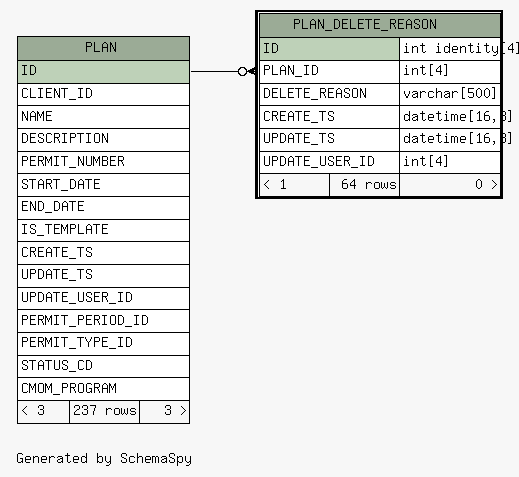 PLAN
ID
CLIENT_ID
NAME
DESCRIPTION
PERMIT_NUMBER
START_DATE
END_DATE
IS_TEMPLATE
CREATE_TS
UPDATE_TS
UPDATE_USER_ID
PERMIT_PERIOD_ID
PERMIT_TYPE_ID
STATUS_CD
CMOM_PROGRAM
< 3 237 rows 3 >
PLAN_DELETE_REASON
ID int identity[4]
PLAN_ID int[4]
DELETE_REASON varchar[500]
CREATE_TS datetime[16,3]
UPDATE_TS datetime[16,3]
UPDATE_USER_ID int[4]
< 1 64 rows 0 >
Generated by SchemaSpy